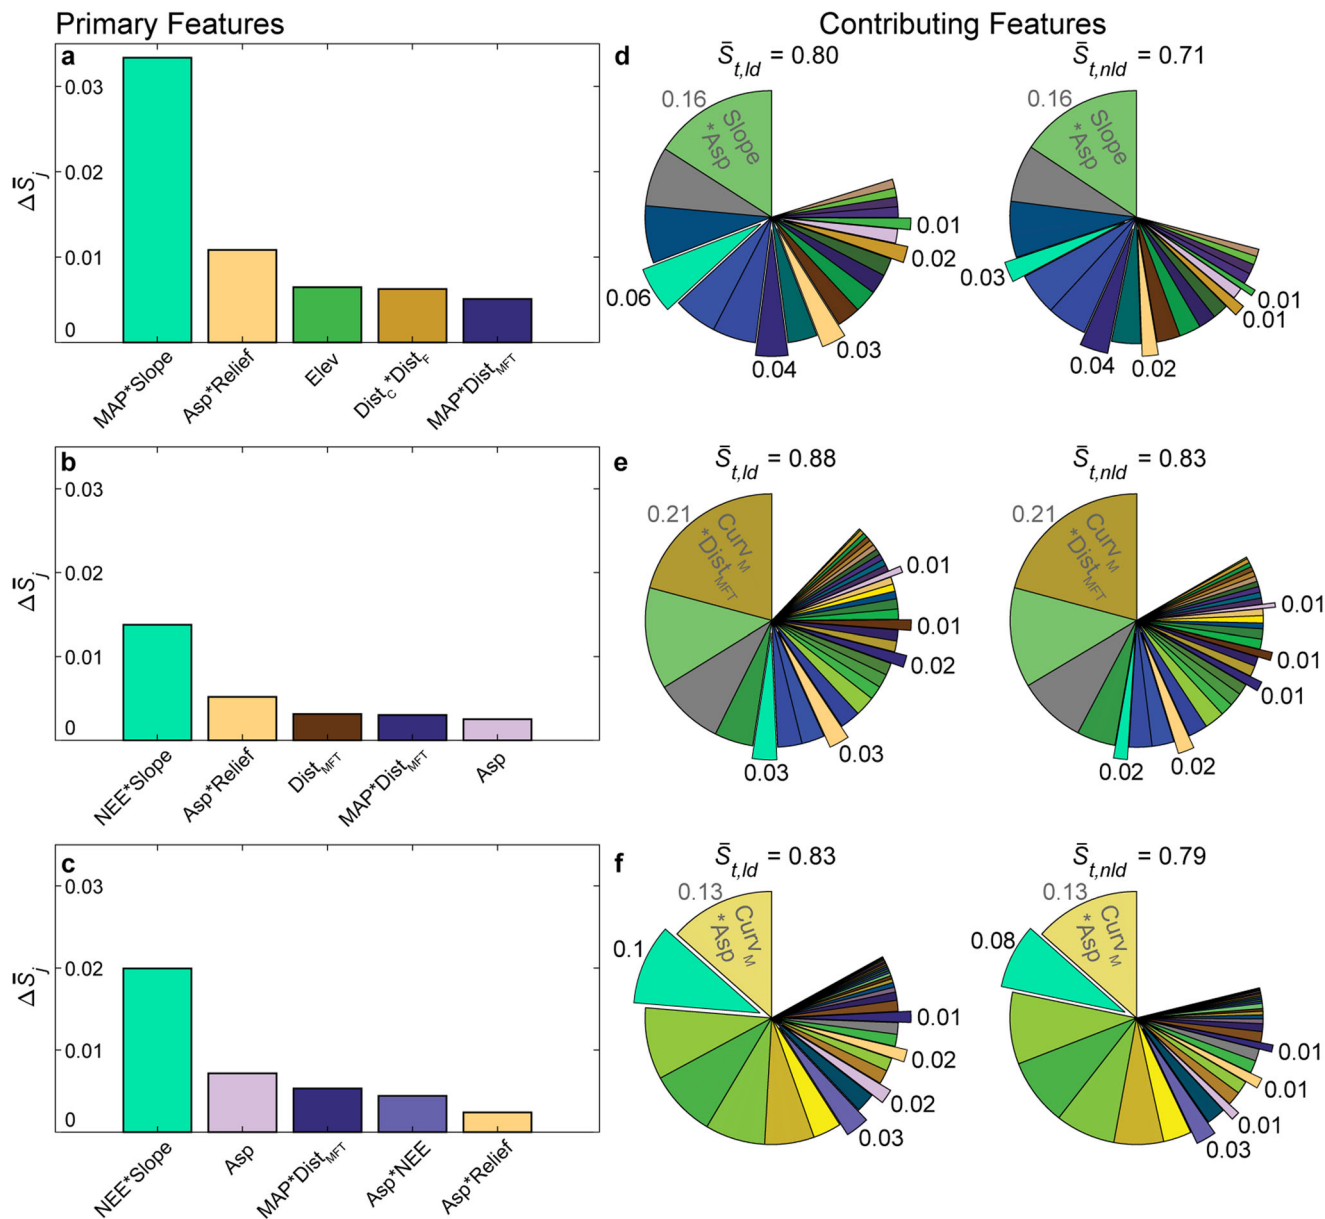 Primary Features
Contributing Features
a
0.03
0.02
0.01
0
ΔS̄j
MAP*Slope
Asp*Relief
Elev
DistC*DistF
MAP*DistMFT
d
S̄t,ld = 0.80
0.16
Slope
*Asp
0.06
0.04
0.03
0.02
0.01
S̄t,nld = 0.71
0.16
Slope
*Asp
0.03
0.04
0.02
0.01
0.01
b
0.03
0.02
0.01
0
ΔS̄j
NEE*Slope
Asp*Relief
DistMFT
MAP*DistMFT
Asp
e
S̄t,ld = 0.88
0.21
CurvM
*DistMFT
0.03
0.03
0.02
0.01
0.01
S̄t,nld = 0.83
0.21
CurvM
*DistMFT
0.02
0.02
0.01
0.01
0.01
c
0.03
0.02
0.01
0
ΔS̄j
NEE*Slope
Asp
MAP*DistMFT
Asp*NEE
Asp*Relief
f
S̄t,ld = 0.83
0.13
CurvM
*Asp
0.1
0.03
0.02
0.02
0.01
S̄t,nld = 0.79
0.13
CurvM
*Asp
0.08
0.03
0.01
0.01
0.01